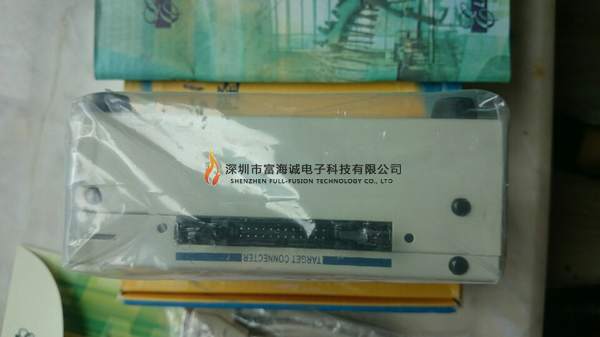 深圳市富海诚电子科技有限公司
SHENZHEN FULL-FUSION TECHNOLOGY CO., LTD
TARGET CONNECTER